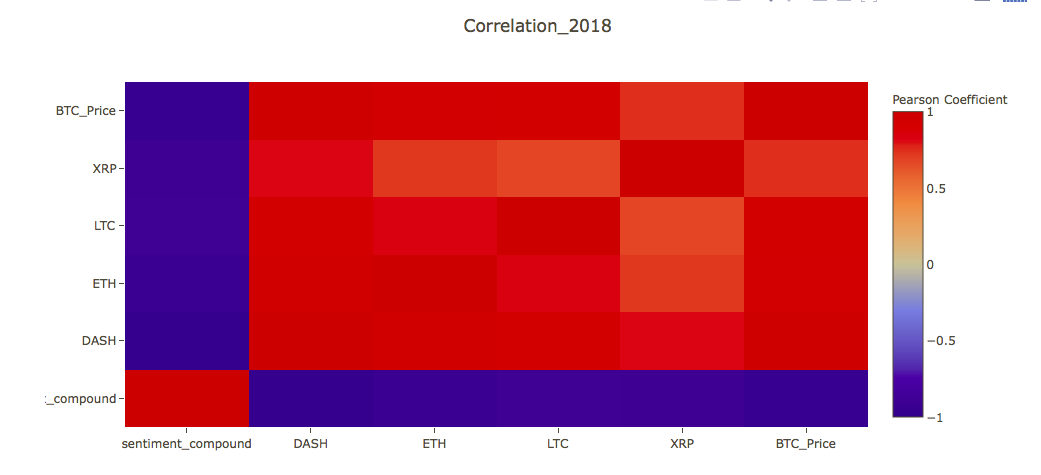 Correlation_2018
Pearson Coefficient
BTC_Price
XRP
LTC
ETH
DASH
:_compound
1
0.5
0
−0.5
−1
sentiment_compound
DASH
ETH
LTC
XRP
BTC_Price